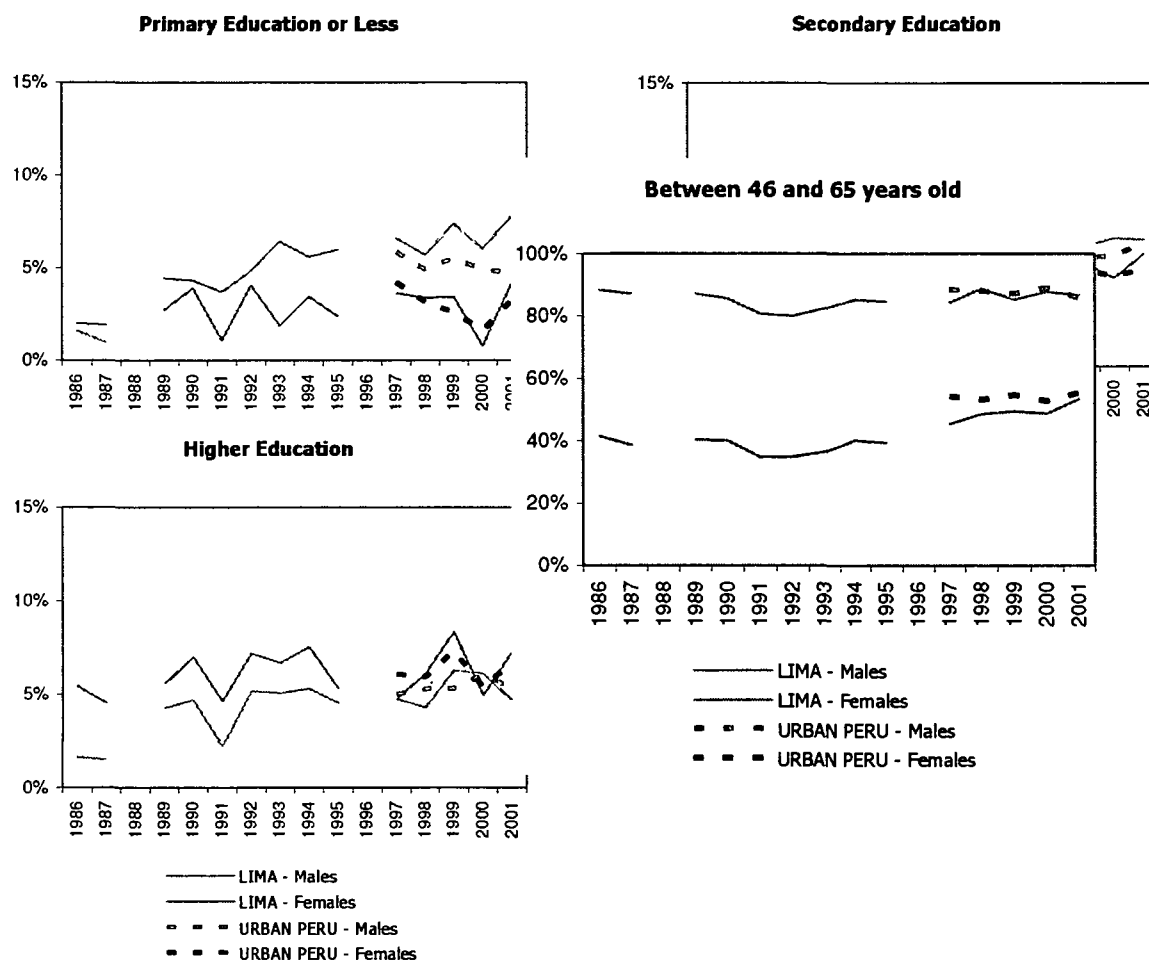 Primary Education or Less
15%
10%
5%
0%
1986 1987 1988 1989 1990 1991 1992 1993 1994 1995 1996 1997 1998 1999 2000 2001
Secondary Education
15%
2000 2001
Between 46 and 65 years old
100%
80%
60%
40%
20%
0%
1986 1987 1988 1989 1990 1991 1992 1993 1994 1995 1996 1997 1998 1999 2000 2001
LIMA - Males
LIMA - Females
URBAN PERU - Males
URBAN PERU - Females
Higher Education
15%
10%
5%
0%
1986 1987 1988 1989 1990 1991 1992 1993 1994 1995 1996 1997 1998 1999 2000 2001
LIMA - Males
LIMA - Females
URBAN PERU - Males
URBAN PERU - Females